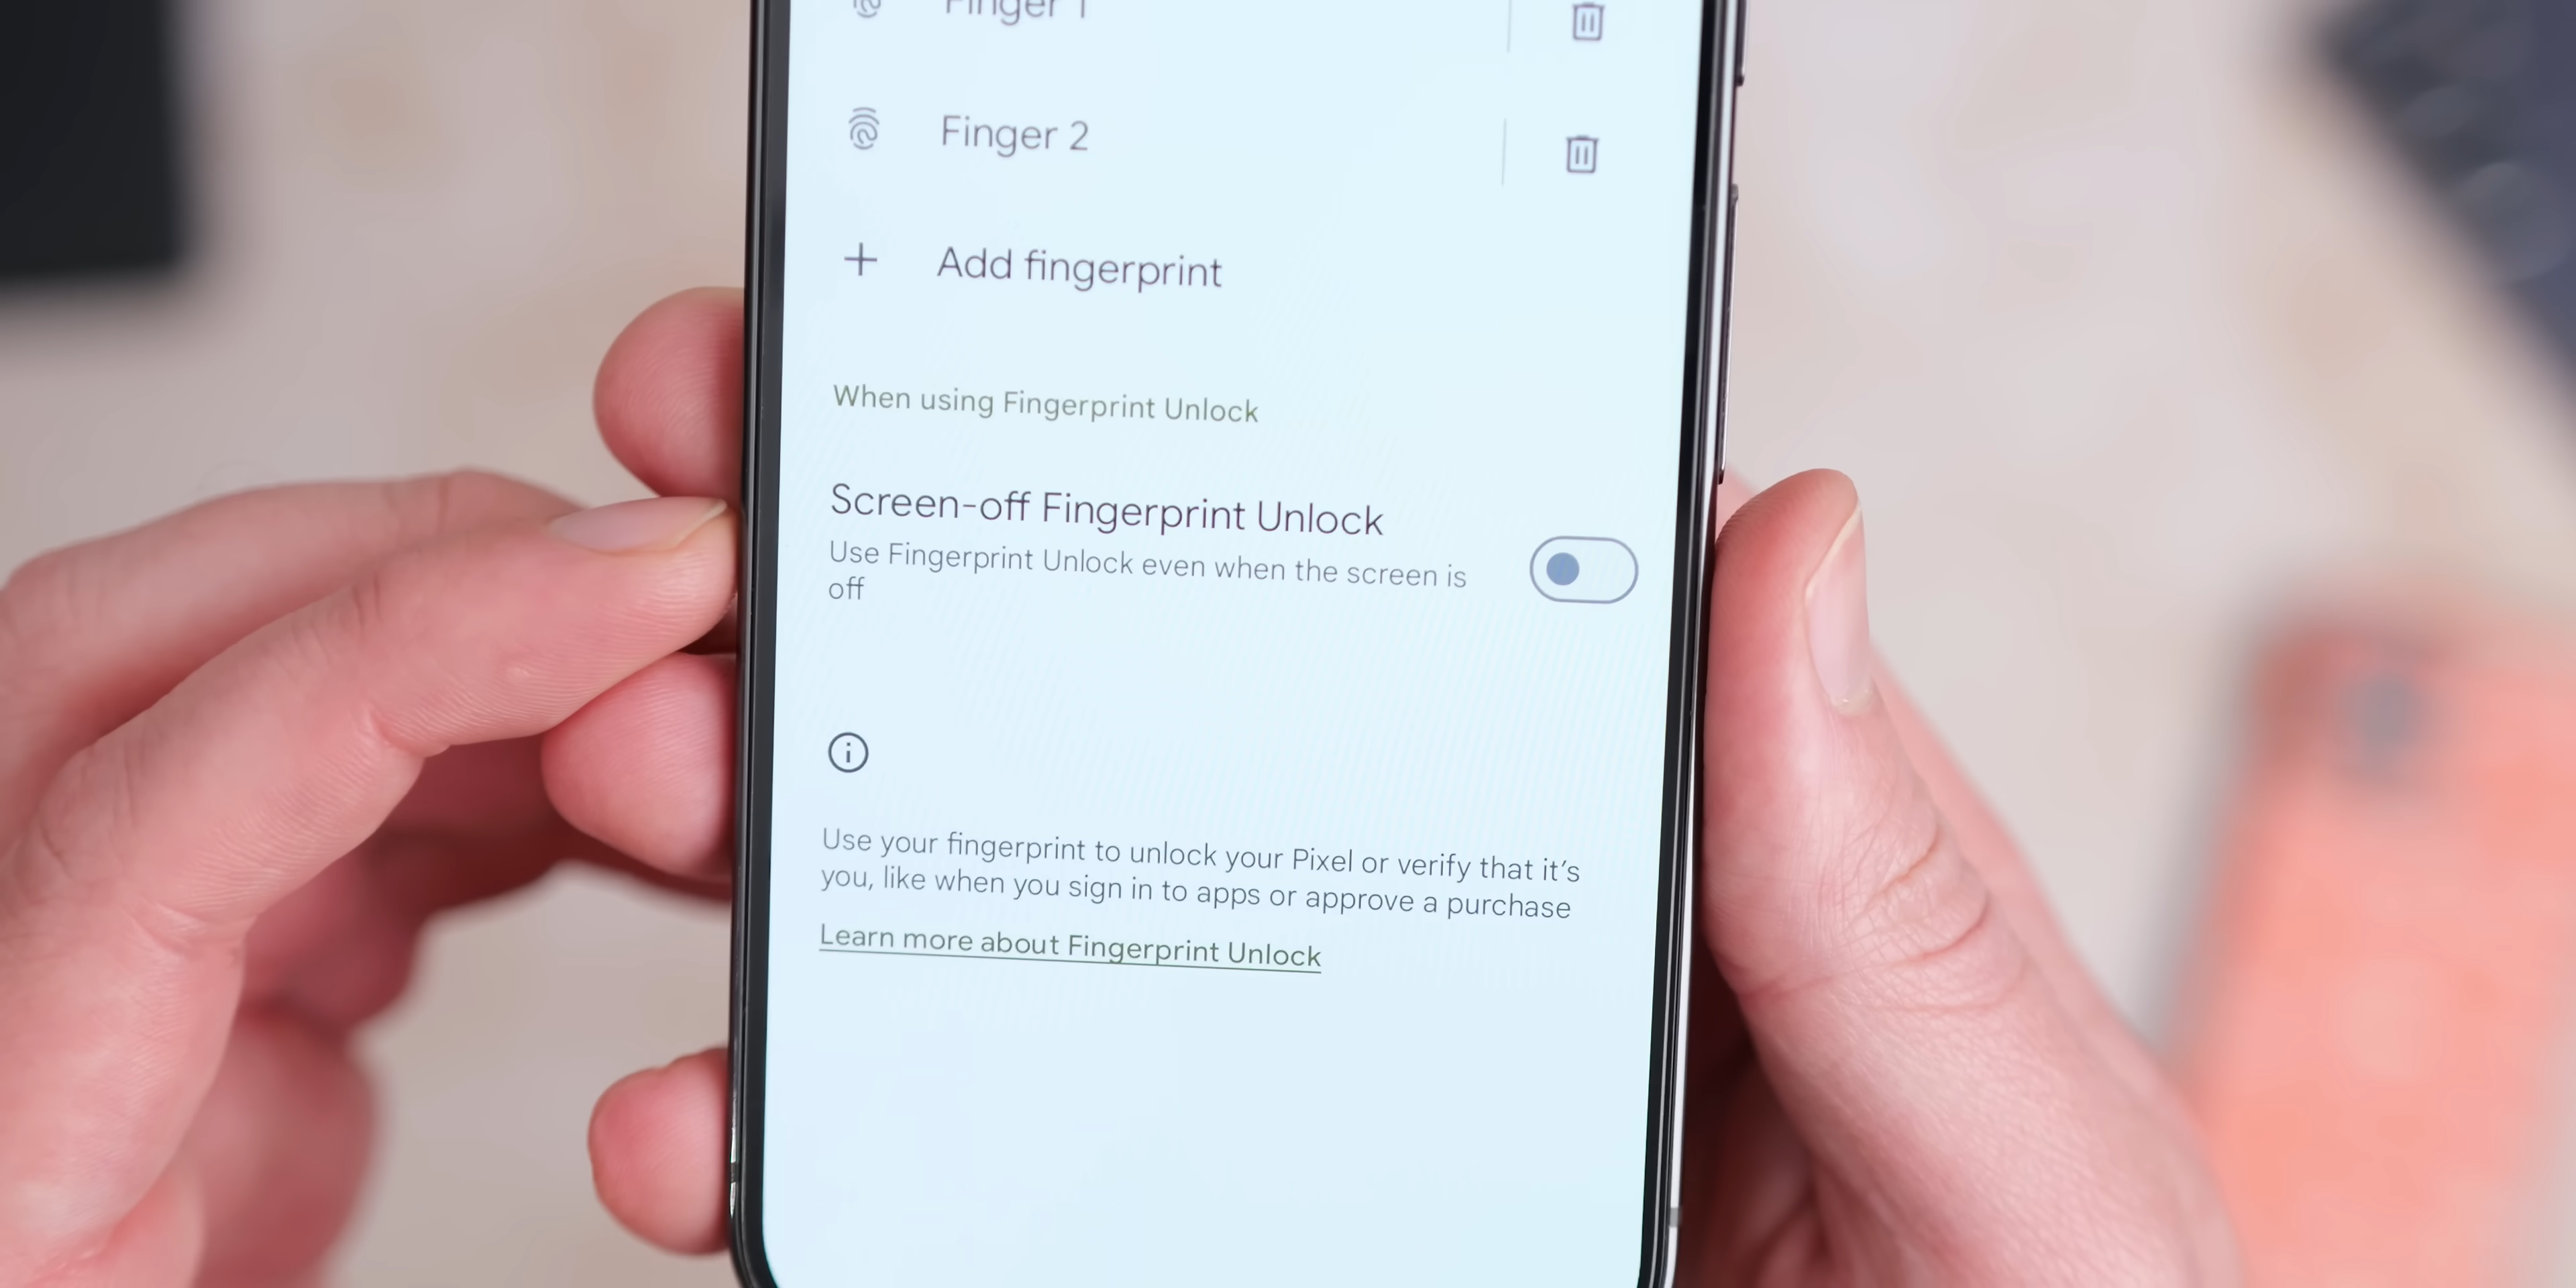 Finger 1
Finger 2
Add fingerprint
When using Fingerprint Unlock
Screen-off Fingerprint Unlock
Use Fingerprint Unlock even when the screen is
off
Use your fingerprint to unlock your Pixel or verify that it’s
you, like when you sign in to apps or approve a purchase
Learn more about Fingerprint Unlock